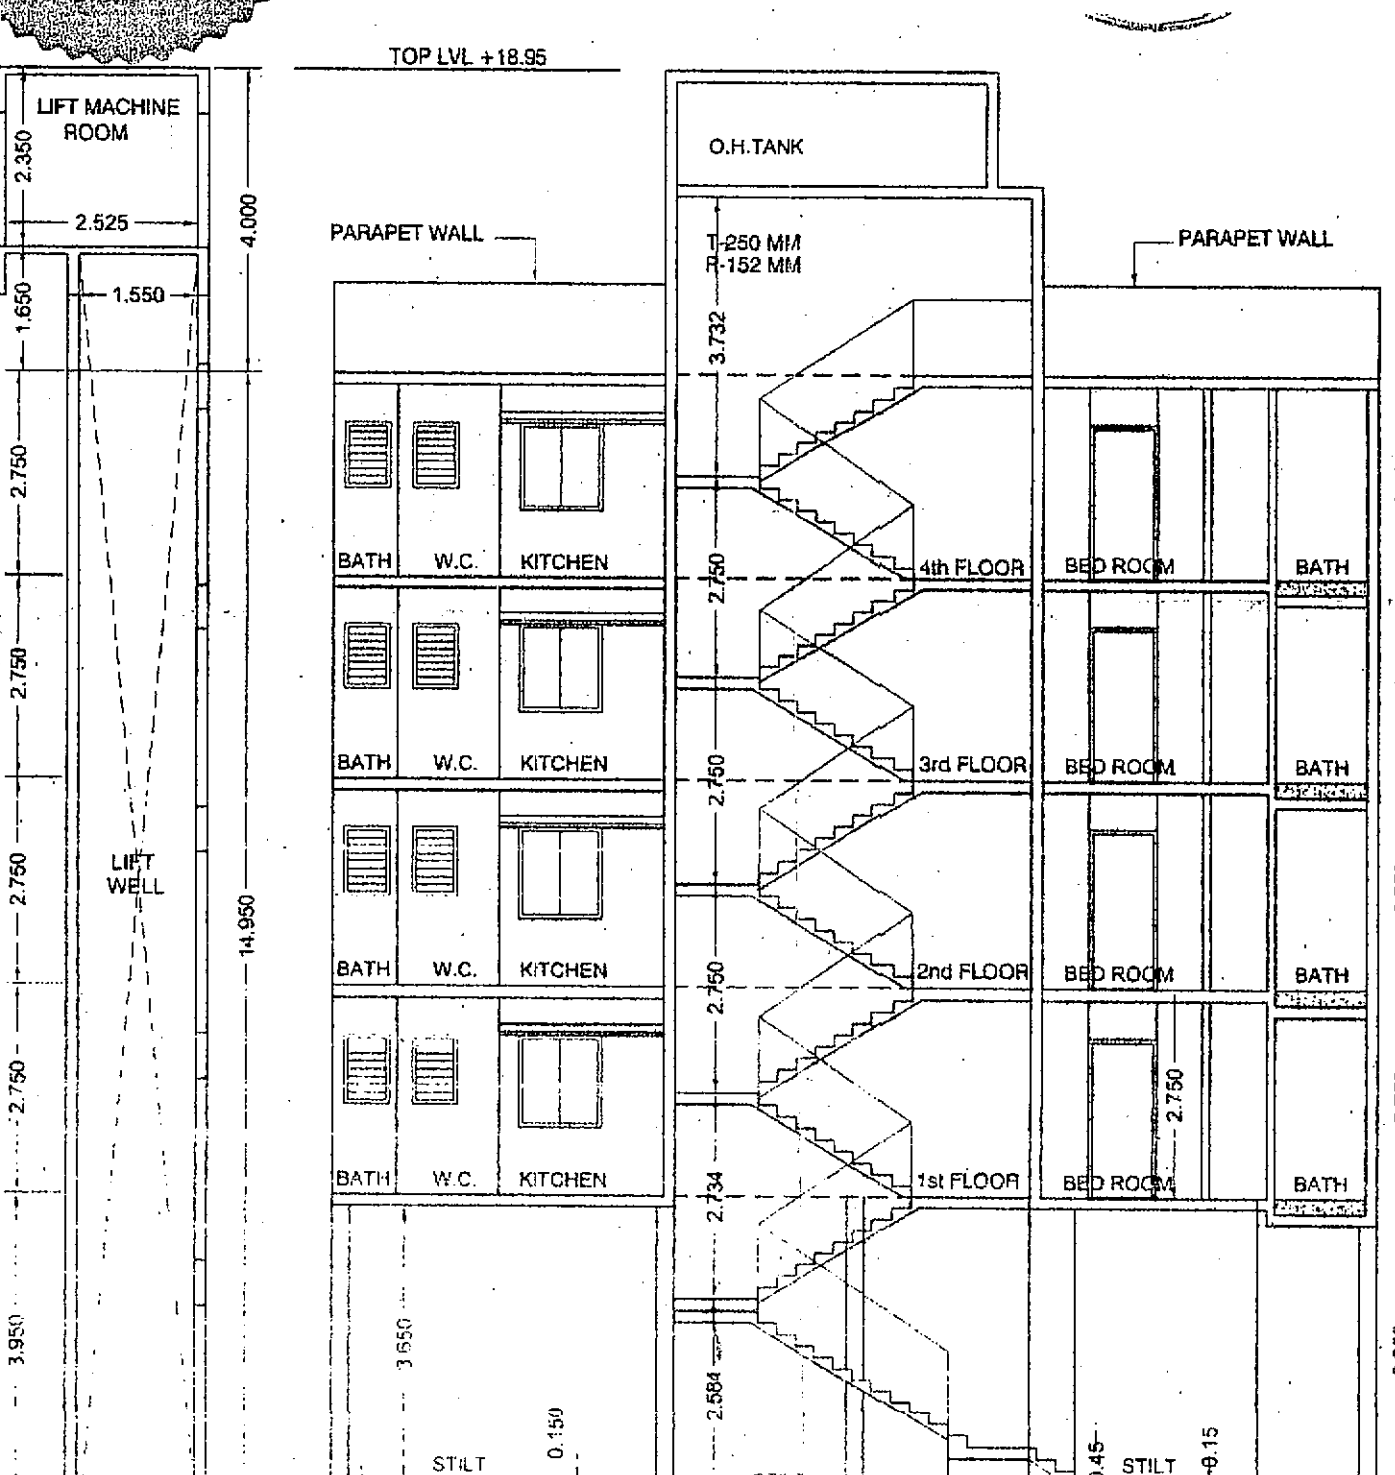 TOP LVL +18.95
LIFT MACHINE
ROOM
2.350
2.525
4.000
O.H.TANK
PARAPET WALL
T-250 MM
R-152 MM
PARAPET WALL
1.650
1.550
3.732
2.750
BATH
W.C.
KITCHEN
2.750
4th FLOOR
BED ROOM
BATH
2.750
BATH
W.C.
KITCHEN
2.750
3rd FLOOR
BED ROOM
BATH
2.750
LIFT
WELL
14.950
BATH
W.C.
KITCHEN
2.750
2nd FLOOR
BED ROOM
BATH
2.750
2.750
BATH
W.C.
KITCHEN
2.734
1st FLOOR
BED ROOM
BATH
3.950
3.650
2.584
0.150
STILT
STILT
0.15